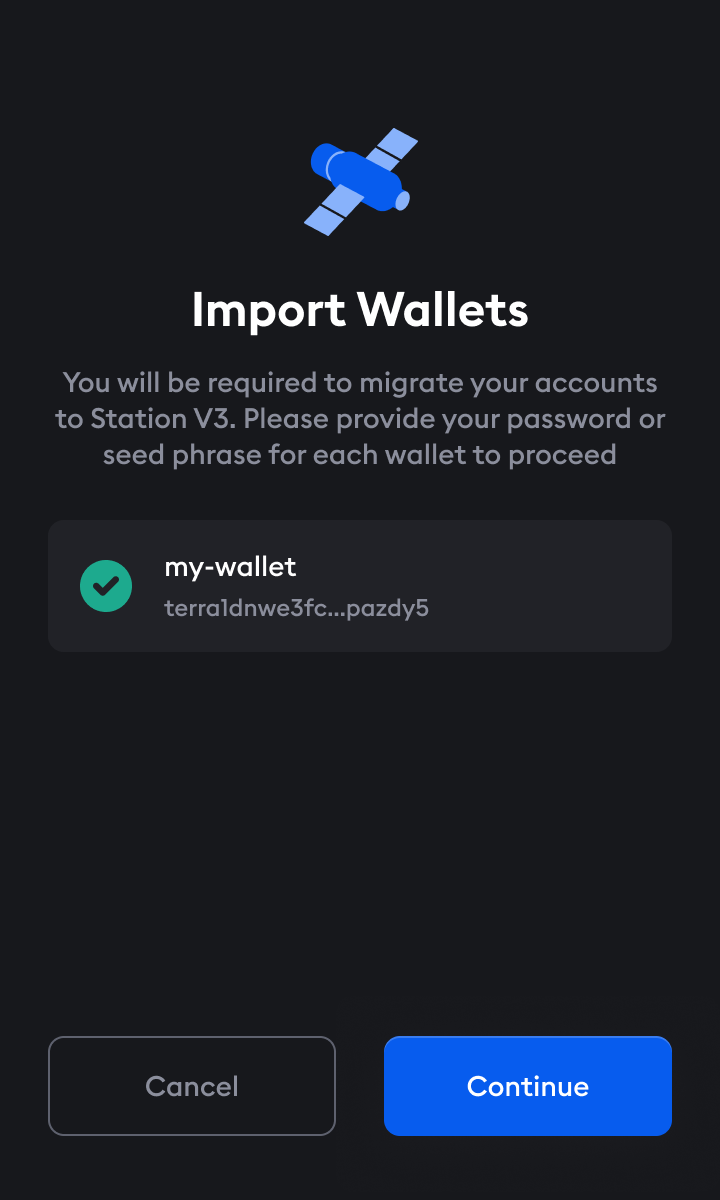 Import Wallets
You will be required to migrate your accounts
to Station V3. Please provide your password or
seed phrase for each wallet to proceed
my-wallet
terra1dnwe3fc...pazdy5
Cancel
Continue